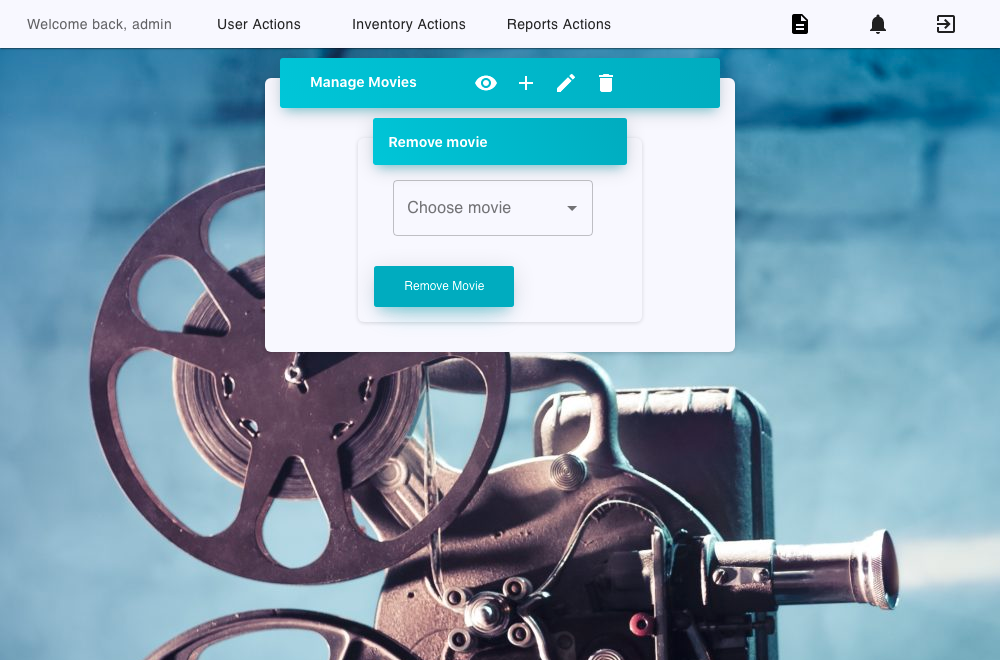 Welcome back, admin User Actions Inventory Actions Reports Actions
Manage Movies
Remove movie
Choose movie
Remove Movie